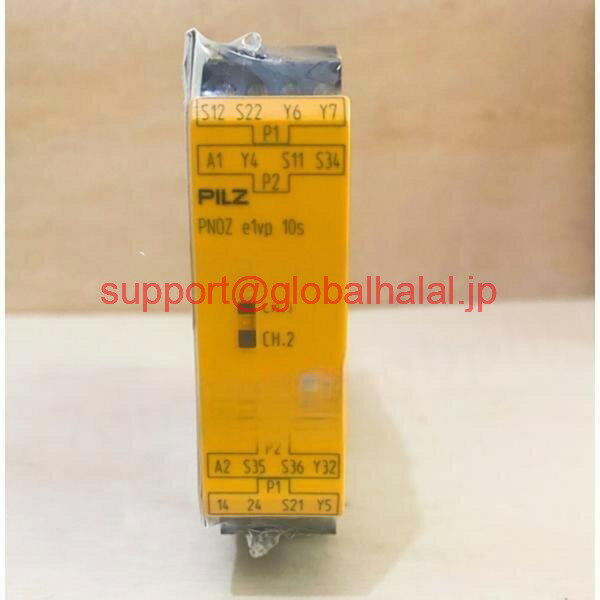 S12 S22 Y6 Y7
P1
A1 Y4 S11 S34
P2
PILZ
PNOZ e1vp 10s
support@globalhalal.jp
CH.2
P2
A2 S35 S36 Y32
P1
14 24 S21 Y5